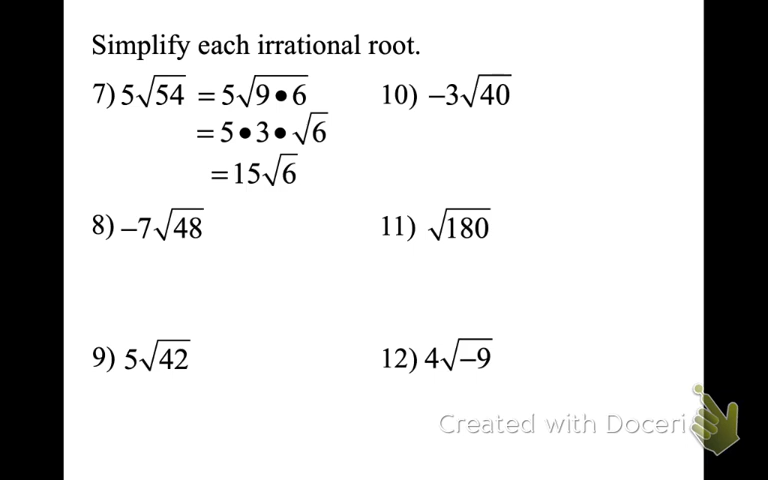 Simplify each irrational root.
7) 5√54 = 5√9•6
= 5•3•√6
= 15√6
8) −7√48
9) 5√42
10) −3√40
11) √180
12) 4√−9
Created with Doceri